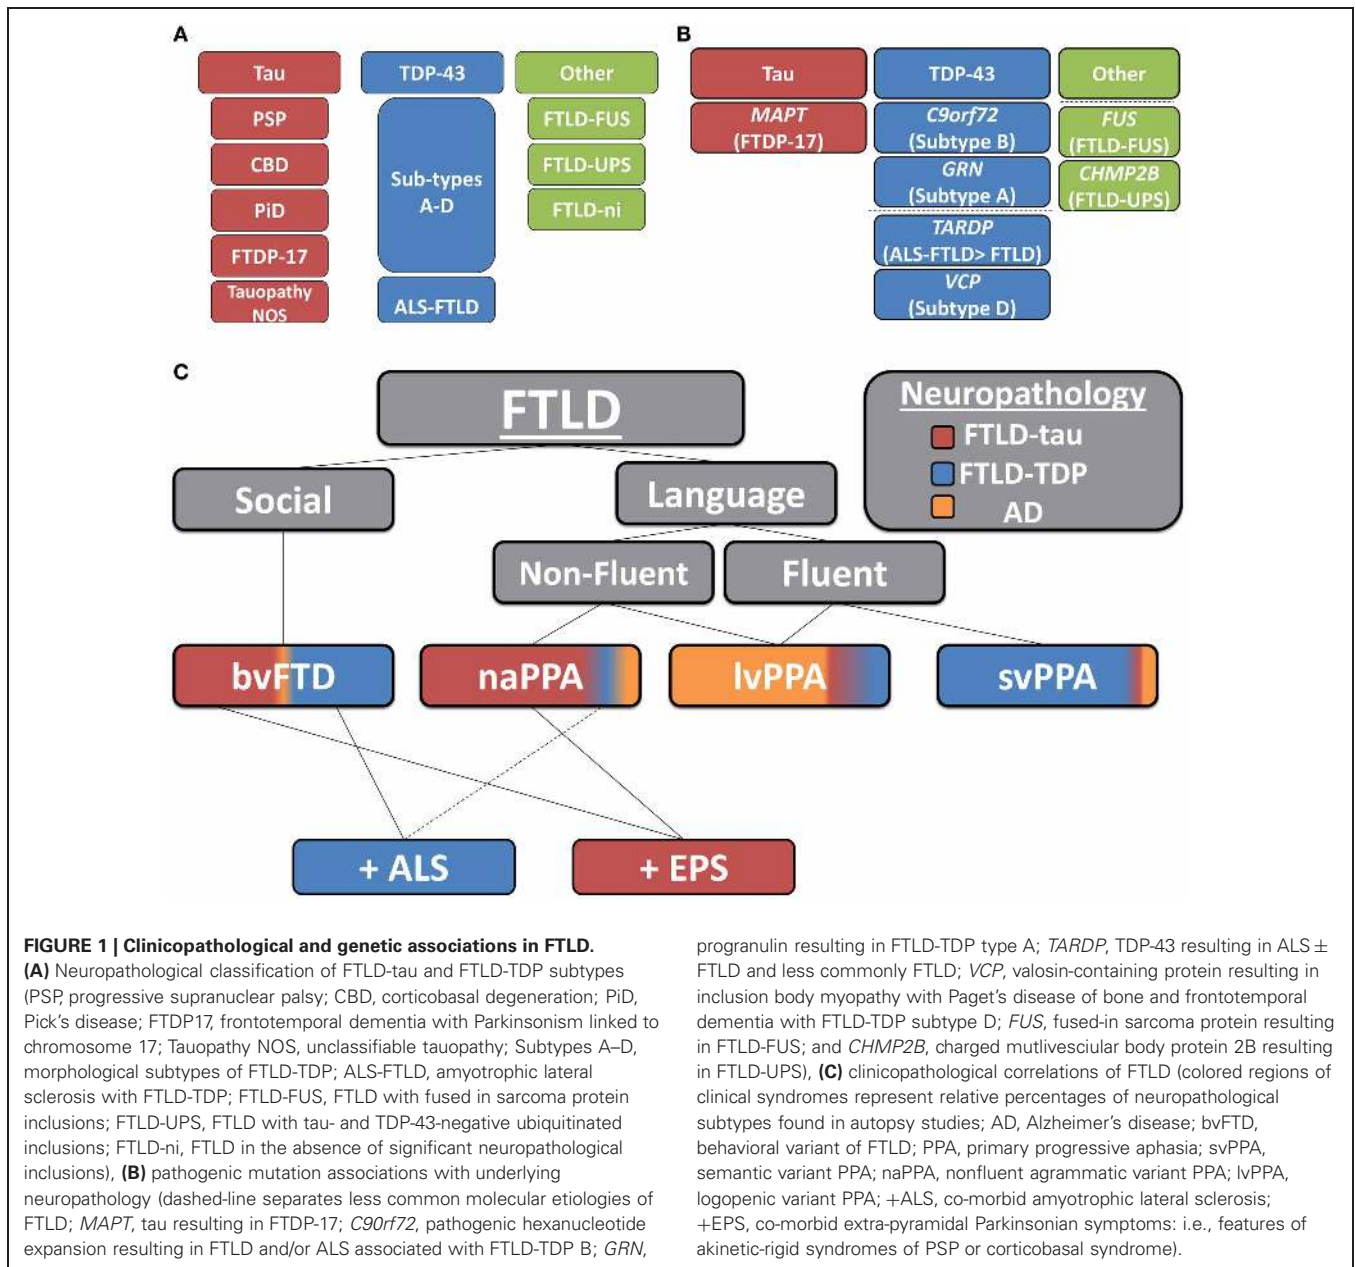 A
Tau
TDP-43
Other
PSP
CBD
PiD
FTDP-17
Tauopathy
NOS
Sub-types
A-D
ALS-FTLD
FTLD-FUS
FTLD-UPS
FTLD-ni
B
Tau
TDP-43
Other
MAPT
(FTDP-17)
C9orf72
(Subtype B)
GRN
(Subtype A)
TARDP
(ALS-FTLD> FTLD)
VCP
(Subtype D)
FUS
(FTLD-FUS)
CHMP2B
(FTLD-UPS)
C
FTLD
Neuropathology
FTLD-tau
FTLD-TDP
AD
Social
Language
Non-Fluent
Fluent
bvFTD
naPPA
lvPPA
svPPA
+ ALS
+ EPS
FIGURE 1 | Clinicopathological and genetic associations in FTLD.
(A) Neuropathological classification of FTLD-tau and FTLD-TDP subtypes
(PSP, progressive supranuclear palsy; CBD, corticobasal degeneration; PiD,
Pick's disease; FTDP17, frontotemporal dementia with Parkinsonism linked to
chromosome 17; Tauopathy NOS, unclassifiable tauopathy; Subtypes A–D,
morphological subtypes of FTLD-TDP; ALS-FTLD, amyotrophic lateral
sclerosis with FTLD-TDP; FTLD-FUS, FTLD with fused in sarcoma protein
inclusions; FTLD-UPS, FTLD with tau- and TDP-43-negative ubiquitinated
inclusions; FTLD-ni, FTLD in the absence of significant neuropathological
inclusions), (B) pathogenic mutation associations with underlying
neuropathology (dashed-line separates less common molecular etiologies of
FTLD; MAPT, tau resulting in FTDP-17; C90rf72, pathogenic hexanucleotide
expansion resulting in FTLD and/or ALS associated with FTLD-TDP B; GRN,
progranulin resulting in FTLD-TDP type A; TARDP, TDP-43 resulting in ALS ±
FTLD and less commonly FTLD; VCP, valosin-containing protein resulting in
inclusion body myopathy with Paget's disease of bone and frontotemporal
dementia with FTLD-TDP subtype D; FUS, fused-in sarcoma protein resulting
in FTLD-FUS; and CHMP2B, charged mutlivesciular body protein 2B resulting
in FTLD-UPS), (C) clinicopathological correlations of FTLD (colored regions of
clinical syndromes represent relative percentages of neuropathological
subtypes found in autopsy studies; AD, Alzheimer's disease; bvFTD,
behavioral variant of FTLD; PPA, primary progressive aphasia; svPPA,
semantic variant PPA; naPPA, nonfluent agrammatic variant PPA; lvPPA,
logopenic variant PPA; +ALS, co-morbid amyotrophic lateral sclerosis;
+EPS, co-morbid extra-pyramidal Parkinsonian symptoms: i.e., features of
akinetic-rigid syndromes of PSP or corticobasal syndrome).